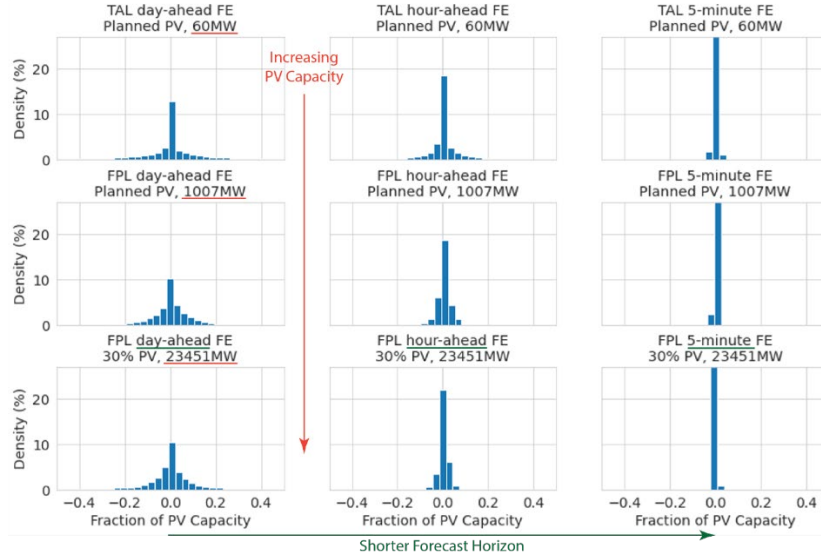 TAL day-ahead FE
Planned PV, 60MW
TAL hour-ahead FE
Planned PV, 60MW
TAL 5-minute FE
Planned PV, 60MW
Density (%)
20
10
0
Increasing
PV Capacity
FPL day-ahead FE
Planned PV, 1007MW
FPL hour-ahead FE
Planned PV, 1007MW
FPL 5-minute FE
Planned PV, 1007MW
Density (%)
20
10
0
FPL day-ahead FE
30% PV, 23451MW
FPL hour-ahead FE
30% PV, 23451MW
FPL 5-minute FE
30% PV, 23451MW
Density (%)
20
10
0
−0.4 −0.2 0.0 0.2 0.4
−0.4 −0.2 0.0 0.2 0.4
−0.4 −0.2 0.0 0.2 0.4
Fraction of PV Capacity
Fraction of PV Capacity
Fraction of PV Capacity
Shorter Forecast Horizon